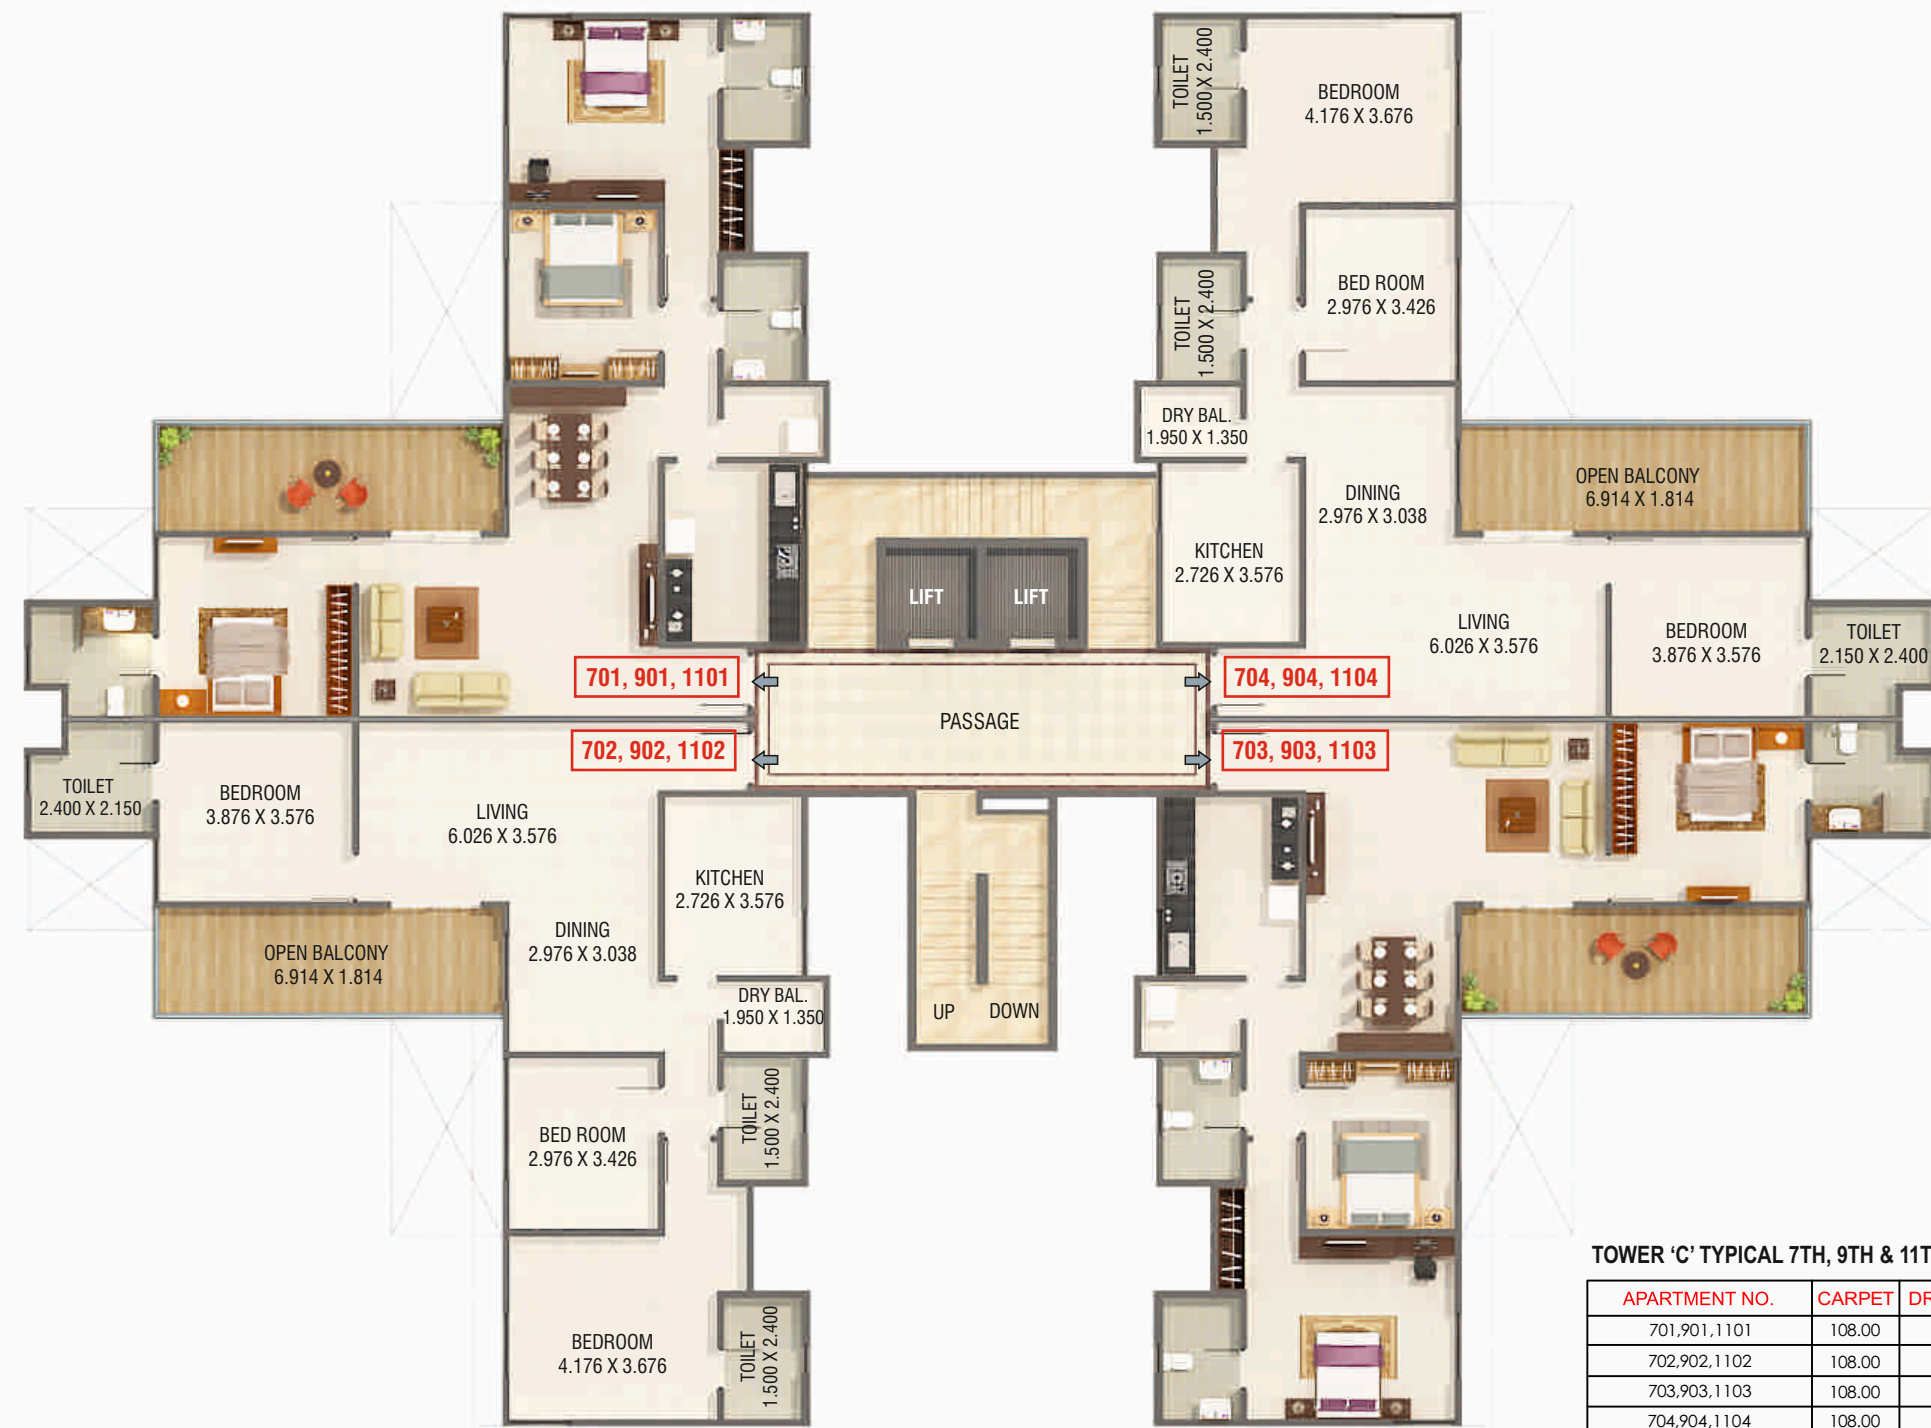 TOILET
1.500 X 2.400
BEDROOM
4.176 X 3.676
TOILET
1.500 X 2.400
BED ROOM
2.976 X 3.426
DRY BAL.
1.950 X 1.350
OPEN BALCONY
6.914 X 1.814
DINING
2.976 X 3.038
KITCHEN
2.726 X 3.576
LIFT
LIFT
LIVING
6.026 X 3.576
BEDROOM
3.876 X 3.576
TOILET
2.150 X 2.400
701, 901, 1101
704, 904, 1104
PASSAGE
702, 902, 1102
703, 903, 1103
TOILET
2.400 X 2.150
BEDROOM
3.876 X 3.576
LIVING
6.026 X 3.576
KITCHEN
2.726 X 3.576
OPEN BALCONY
6.914 X 1.814
DINING
2.976 X 3.038
DRY BAL.
1.950 X 1.350
UP
DOWN
TOILET
1.500 X 2.400
BED ROOM
2.976 X 3.426
BEDROOM
4.176 X 3.676
TOILET
1.500 X 2.400
TOWER ‘C’ TYPICAL 7TH, 9TH & 11T
APARTMENT NO. CARPET DR
701,901,1101 108.00
702,902,1102 108.00
703,903,1103 108.00
704,904,1104 108.00